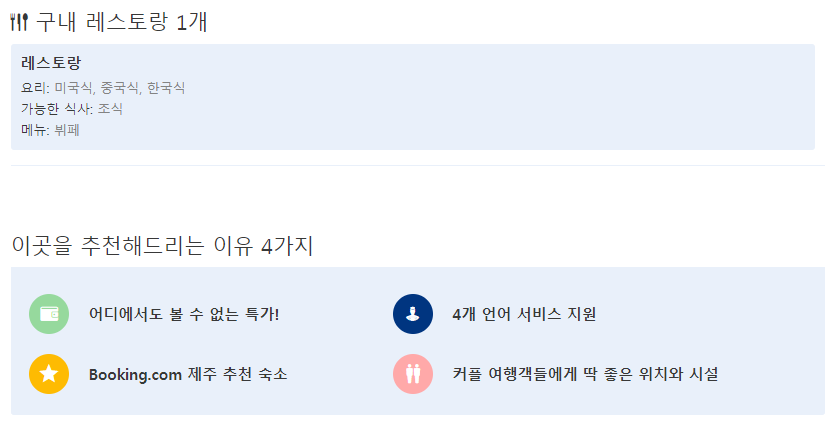 구내 레스토랑 1개
레스토랑
요리: 미국식, 중국식, 한국식
가능한 식사: 조식
메뉴: 뷔페
이곳을 추천해드리는 이유 4가지
어디에서도 볼 수 없는 특가!
4개 언어 서비스 지원
Booking.com 제주 추천 숙소
커플 여행객들에게 딱 좋은 위치와 시설